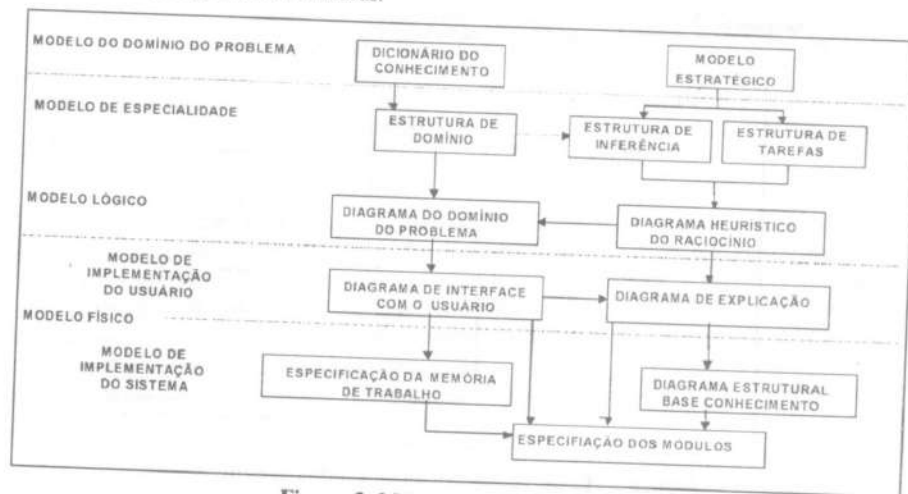 MODELO DO DOMÍNIO DO PROBLEMA
DICIONÁRIO DO
CONHECIMENTO
MODELO
ESTRATÉGICO
MODELO DE ESPECIALIDADE
ESTRUTURA DE
DOMÍNIO
ESTRUTURA DE
INFERÊNCIA
ESTRUTURA DE
TAREFAS
MODELO LÓGICO
DIAGRAMA DO DOMÍNIO
DO PROBLEMA
DIAGRAMA HEURÍSTICO
DO RACIOCÍNIO
MODELO DE
IMPLEMENTAÇÃO
DO USUÁRIO
DIAGRAMA DE INTERFACE
COM O USUÁRIO
DIAGRAMA DE EXPLICAÇÃO
MODELO FÍSICO
MODELO DE
IMPLEMENTAÇÃO
DO SISTEMA
ESPECIFICAÇÃO DA MEMÓRIA
DE TRABALHO
DIAGRAMA ESTRUTURAL
BASE CONHECIMENTO
ESPECIFIAÇÃO DOS MÓDULOS